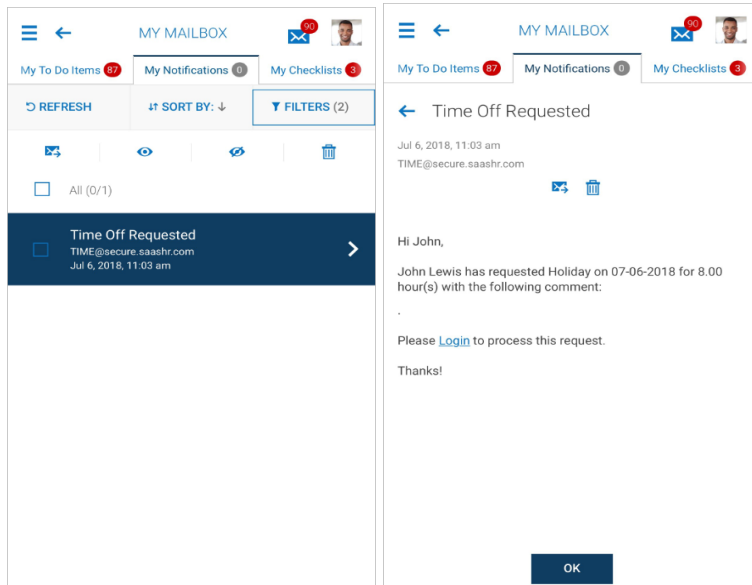 MY MAILBOX
90
My To Do Items 87
My Notifications 0
My Checklists 3
REFRESH
SORT BY:
FILTERS (2)
All (0/1)
Time Off Requested
TIME@secure.saashr.com
Jul 6, 2018, 11:03 am
MY MAILBOX
90
My To Do Items 87
My Notifications 0
My Checklists 3
Time Off Requested
Jul 6, 2018, 11:03 am
TIME@secure.saashr.com
Hi John,
John Lewis has requested Holiday on 07-06-2018 for 8.00
hour(s) with the following comment:
.
Please Login to process this request.
Thanks!
OK